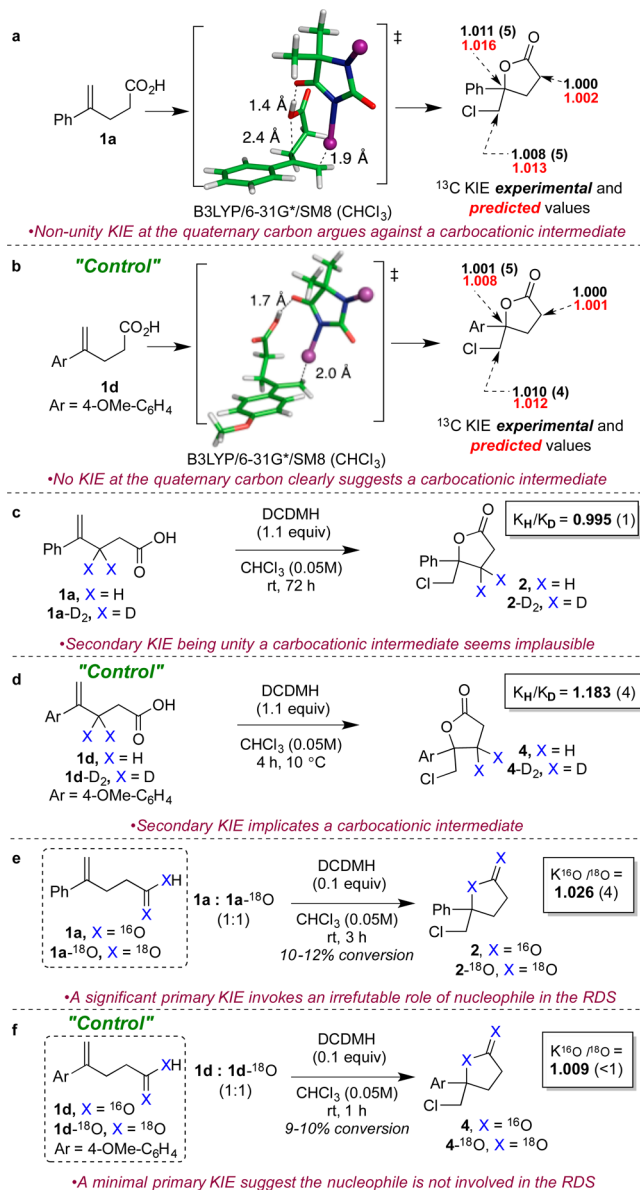 a
CO2H
Ph
1a
‡
1.4 Å
2.4 Å
1.9 Å
B3LYP/6-31G*/SM8 (CHCl3)
1.011 (5)
1.016
O
O
Ph
Cl
1.000
1.002
1.008 (5)
1.013
13C KIE experimental and
predicted values
•Non-unity KIE at the quaternary carbon argues against a carbocationic intermediate
b
"Control"
CO2H
Ar
1d
Ar = 4-OMe-C6H4
‡
1.7 Å
2.0 Å
B3LYP/6-31G*/SM8 (CHCl3)
1.001 (5)
1.008
O
O
Ar
Cl
1.000
1.001
1.010 (4)
1.012
13C KIE experimental and
predicted values
•No KIE at the quaternary carbon clearly suggests a carbocationic intermediate
c
OH
Ph
O
X X
1a, X = H
1a-D2, X = D
DCDMH
(1.1 equiv)
CHCl3 (0.05M)
rt, 72 h
O
O
Ph
Cl
X
X
2, X = H
2-D2, X = D
KH/KD = 0.995 (1)
•Secondary KIE being unity a carbocationic intermediate seems implausible
d
"Control"
OH
Ar
O
X X
1d, X = H
1d-D2, X = D
Ar = 4-OMe-C6H4
DCDMH
(1.1 equiv)
CHCl3 (0.05M)
4 h, 10 °C
O
O
Ar
Cl
X
X
4, X = H
4-D2, X = D
KH/KD = 1.183 (4)
•Secondary KIE implicates a carbocationic intermediate
e
XH
Ph
X
1a, X = 16O
1a-18O, X = 18O
1a : 1a-18O
(1:1)
DCDMH
(0.1 equiv)
CHCl3 (0.05M)
rt, 3 h
10-12% conversion
X
X
Ph
Cl
2, X = 16O
2-18O, X = 18O
K16O /18O =
1.026 (4)
•A significant primary KIE invokes an irrefutable role of nucleophile in the RDS
f
"Control"
XH
Ar
X
1d, X = 16O
1d-18O, X = 18O
Ar = 4-OMe-C6H4
1d : 1d-18O
(1:1)
DCDMH
(0.1 equiv)
CHCl3 (0.05M)
rt, 1 h
9-10% conversion
X
X
Ar
Cl
4, X = 16O
4-18O, X = 18O
K16O /18O =
1.009 (<1)
•A minimal primary KIE suggest the nucleophile is not involved in the RDS